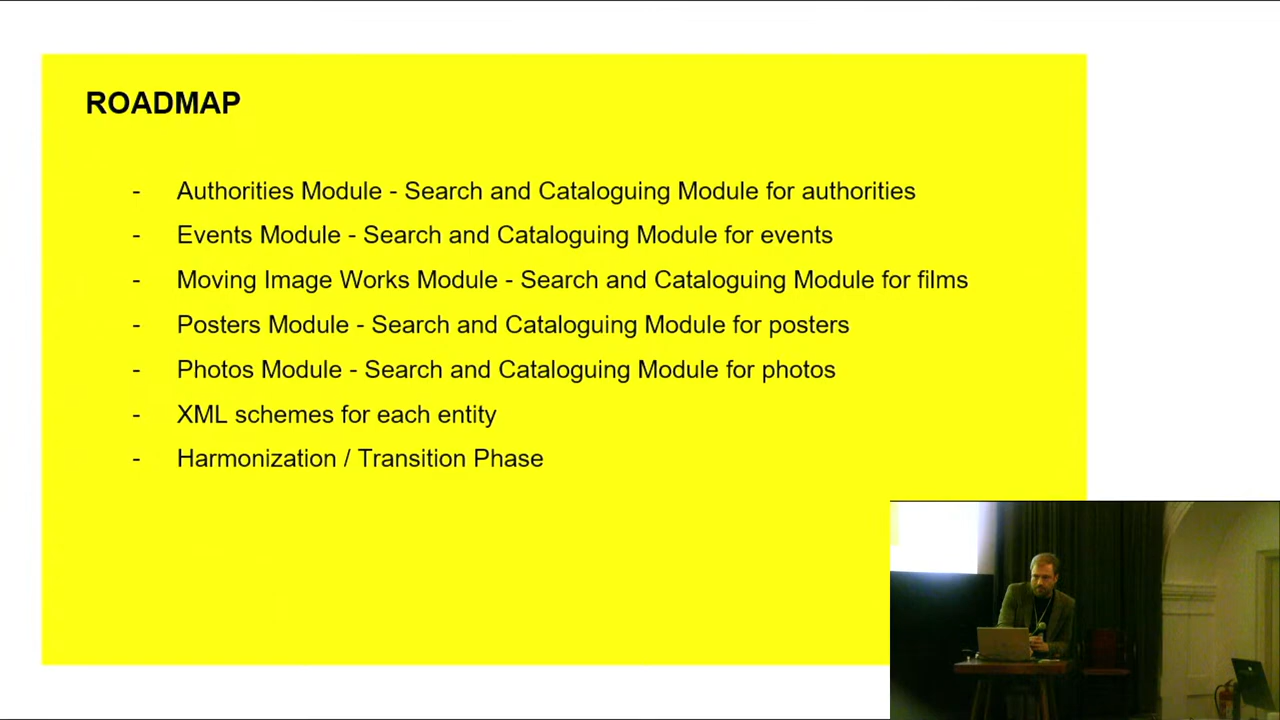 ROADMAP
- Authorities Module - Search and Cataloguing Module for authorities
- Events Module - Search and Cataloguing Module for events
- Moving Image Works Module - Search and Cataloguing Module for films
- Posters Module - Search and Cataloguing Module for posters
- Photos Module - Search and Cataloguing Module for photos
- XML schemes for each entity
- Harmonization / Transition Phase